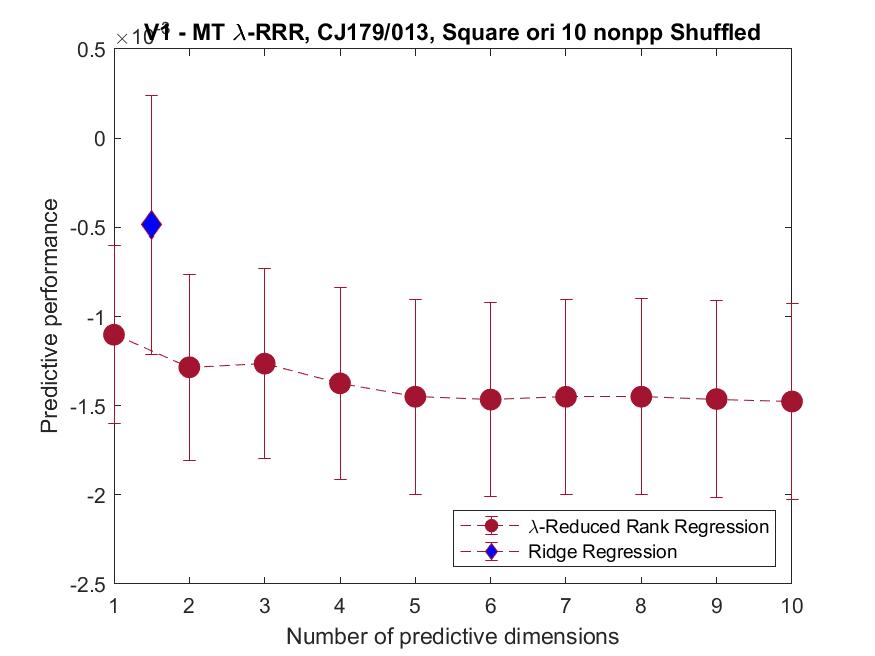 ×10⁻³
V1 - MT λ-RRR, CJ179/013, Square ori 10 nonpp Shuffled
0.5
0
-0.5
-1
-1.5
-2
-2.5
Predictive performance
1 2 3 4 5 6 7 8 9 10
Number of predictive dimensions
λ-Reduced Rank Regression
Ridge Regression